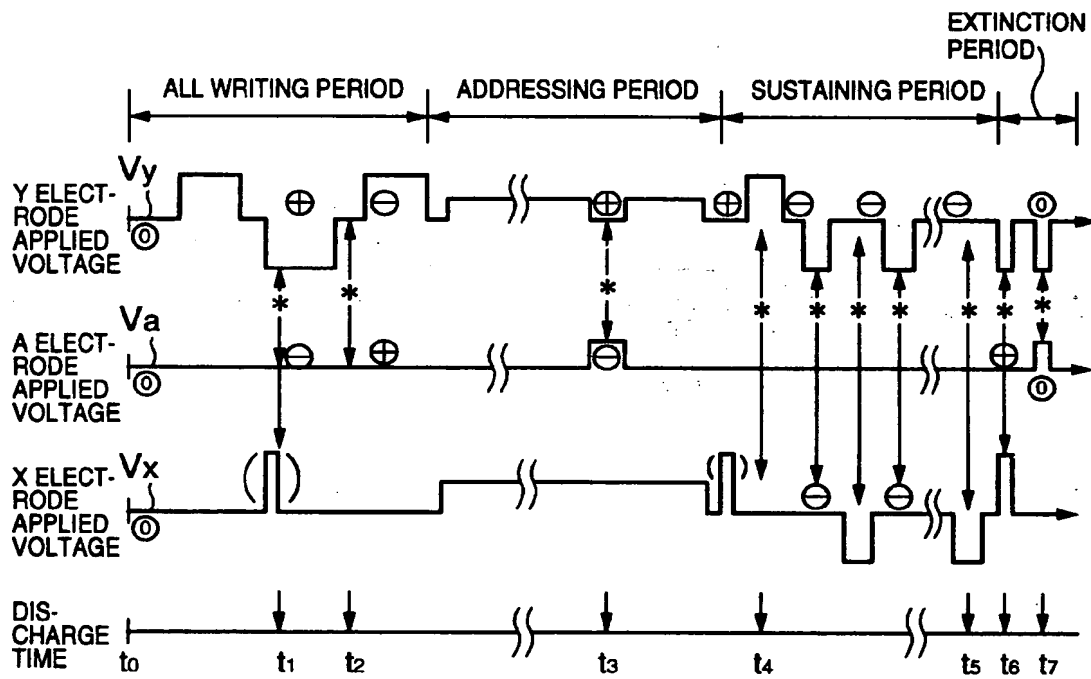 EXTINCTION
PERIOD
ALL WRITING PERIOD
ADDRESSING PERIOD
SUSTAINING PERIOD
Vy
Y ELECT-
RODE
APPLIED
VOLTAGE
0
⊕
⊖
⊕
⊕
⊖
⊖
⊖
0
*
*
*
*
*
*
*
*
*
*
Va
A ELECT-
RODE
APPLIED
VOLTAGE
0
⊖
⊕
⊖
⊕
0
Vx
X ELECT-
RODE
APPLIED
VOLTAGE
0
( )
( )
⊖
⊖
DIS-
CHARGE
TIME
t0
t1
t2
t3
t4
t5
t6
t7